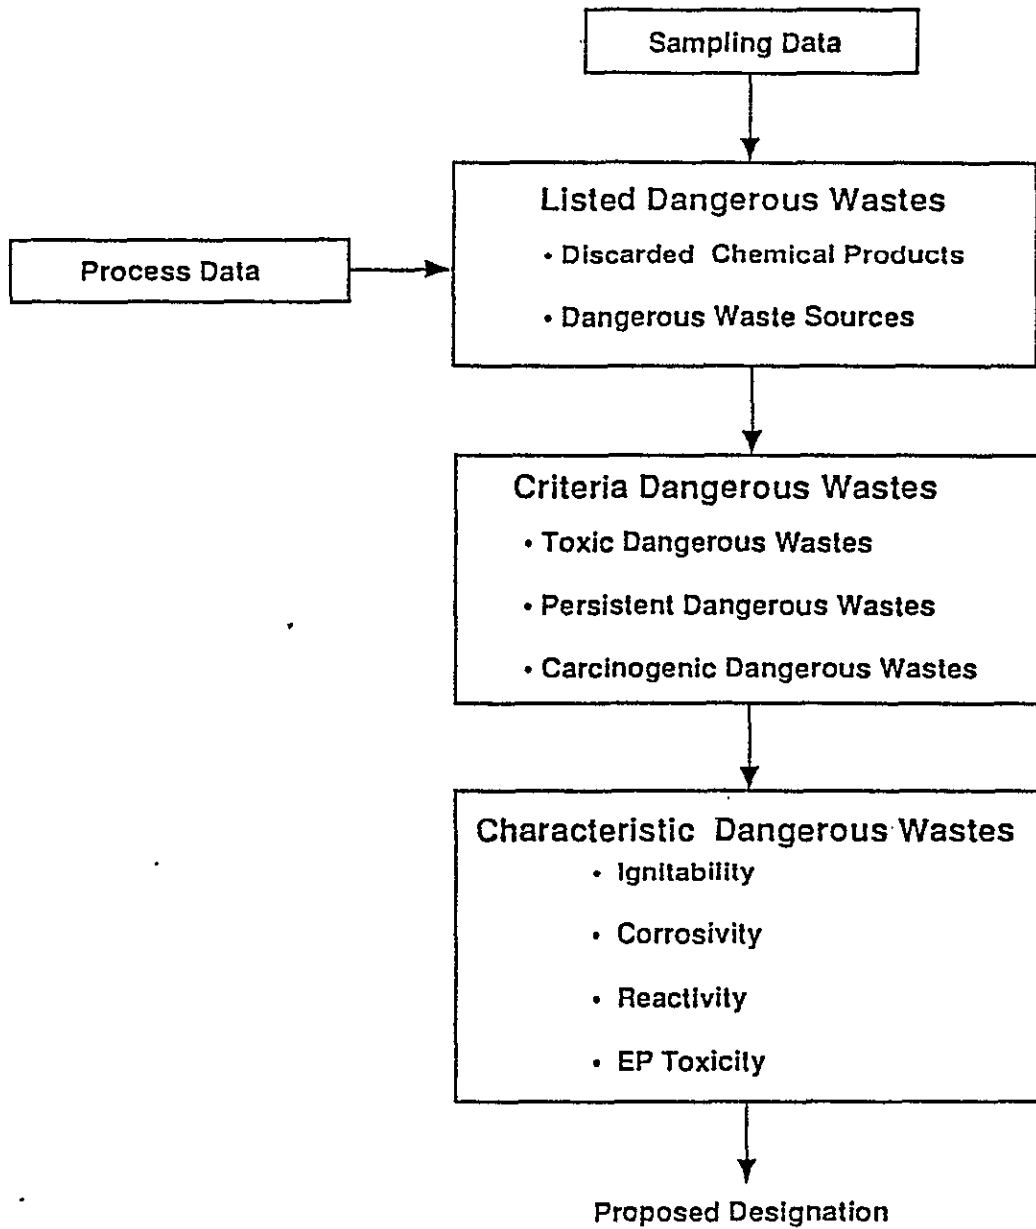 Sampling Data
Listed Dangerous Wastes
• Discarded Chemical Products
Process Data
• Dangerous Waste Sources
Criteria Dangerous Wastes
• Toxic Dangerous Wastes
• Persistent Dangerous Wastes
• Carcinogenic Dangerous Wastes
Characteristic Dangerous Wastes
• Ignitability
• Corrosivity
• Reactivity
• EP Toxicity
Proposed Designation